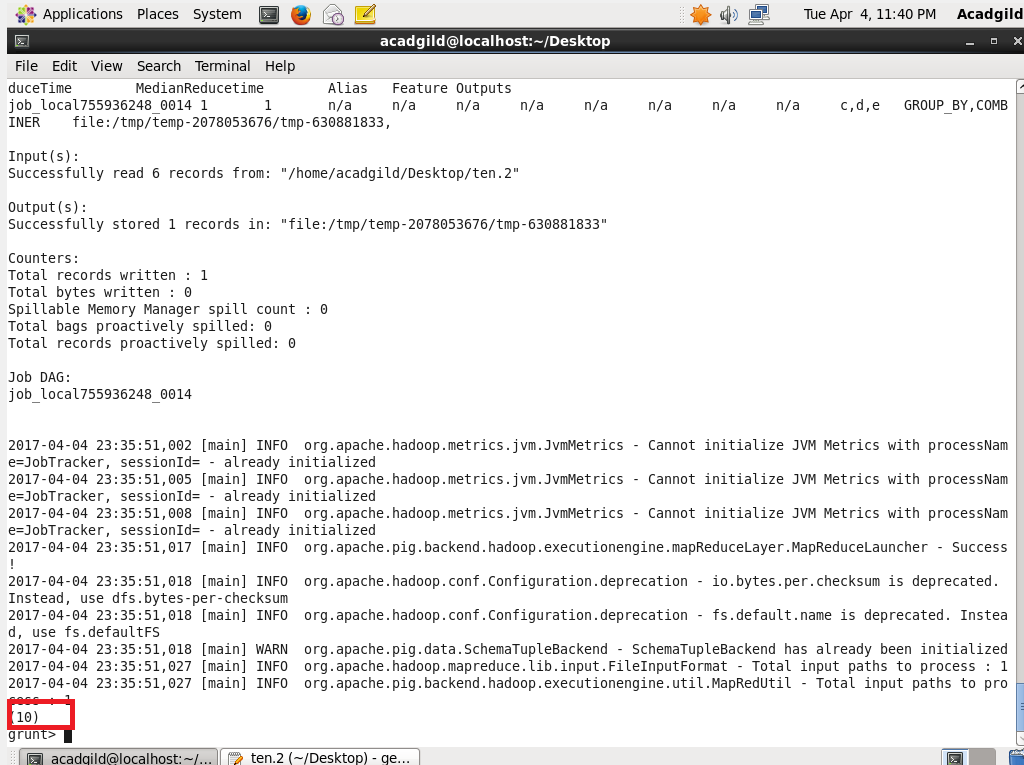 Applications Places System Tue Apr 4, 11:40 PM Acadgild
acadgild@localhost:~/Desktop
File Edit View Search Terminal Help
duceTime MedianReducetime Alias Feature Outputs
job_local755936248_0014 1 1 n/a n/a n/a n/a n/a n/a n/a n/a c,d,e GROUP_BY,COMB
INER file:/tmp/temp-2078053676/tmp-630881833,
Input(s):
Successfully read 6 records from: "/home/acadgild/Desktop/ten.2"
Output(s):
Successfully stored 1 records in: "file:/tmp/temp-2078053676/tmp-630881833"
Counters:
Total records written : 1
Total bytes written : 0
Spillable Memory Manager spill count : 0
Total bags proactively spilled: 0
Total records proactively spilled: 0
Job DAG:
job_local755936248_0014
2017-04-04 23:35:51,002 [main] INFO org.apache.hadoop.metrics.jvm.JvmMetrics - Cannot initialize JVM Metrics with processNam
e=JobTracker, sessionId= - already initialized
2017-04-04 23:35:51,005 [main] INFO org.apache.hadoop.metrics.jvm.JvmMetrics - Cannot initialize JVM Metrics with processNam
e=JobTracker, sessionId= - already initialized
2017-04-04 23:35:51,008 [main] INFO org.apache.hadoop.metrics.jvm.JvmMetrics - Cannot initialize JVM Metrics with processNam
e=JobTracker, sessionId= - already initialized
2017-04-04 23:35:51,017 [main] INFO org.apache.pig.backend.hadoop.executionengine.mapReduceLayer.MapReduceLauncher - Success
!
2017-04-04 23:35:51,018 [main] INFO org.apache.hadoop.conf.Configuration.deprecation - io.bytes.per.checksum is deprecated.
Instead, use dfs.bytes-per-checksum
2017-04-04 23:35:51,018 [main] INFO org.apache.hadoop.conf.Configuration.deprecation - fs.default.name is deprecated. Instea
d, use fs.defaultFS
2017-04-04 23:35:51,018 [main] WARN org.apache.pig.data.SchemaTupleBackend - SchemaTupleBackend has already been initialized
2017-04-04 23:35:51,027 [main] INFO org.apache.hadoop.mapreduce.lib.input.FileInputFormat - Total input paths to process : 1
2017-04-04 23:35:51,027 [main] INFO org.apache.pig.backend.hadoop.executionengine.util.MapRedUtil - Total input paths to pro
cess : 1
(10)
grunt>
acadgild@localhost:~/... ten.2 (~/Desktop) - ge...